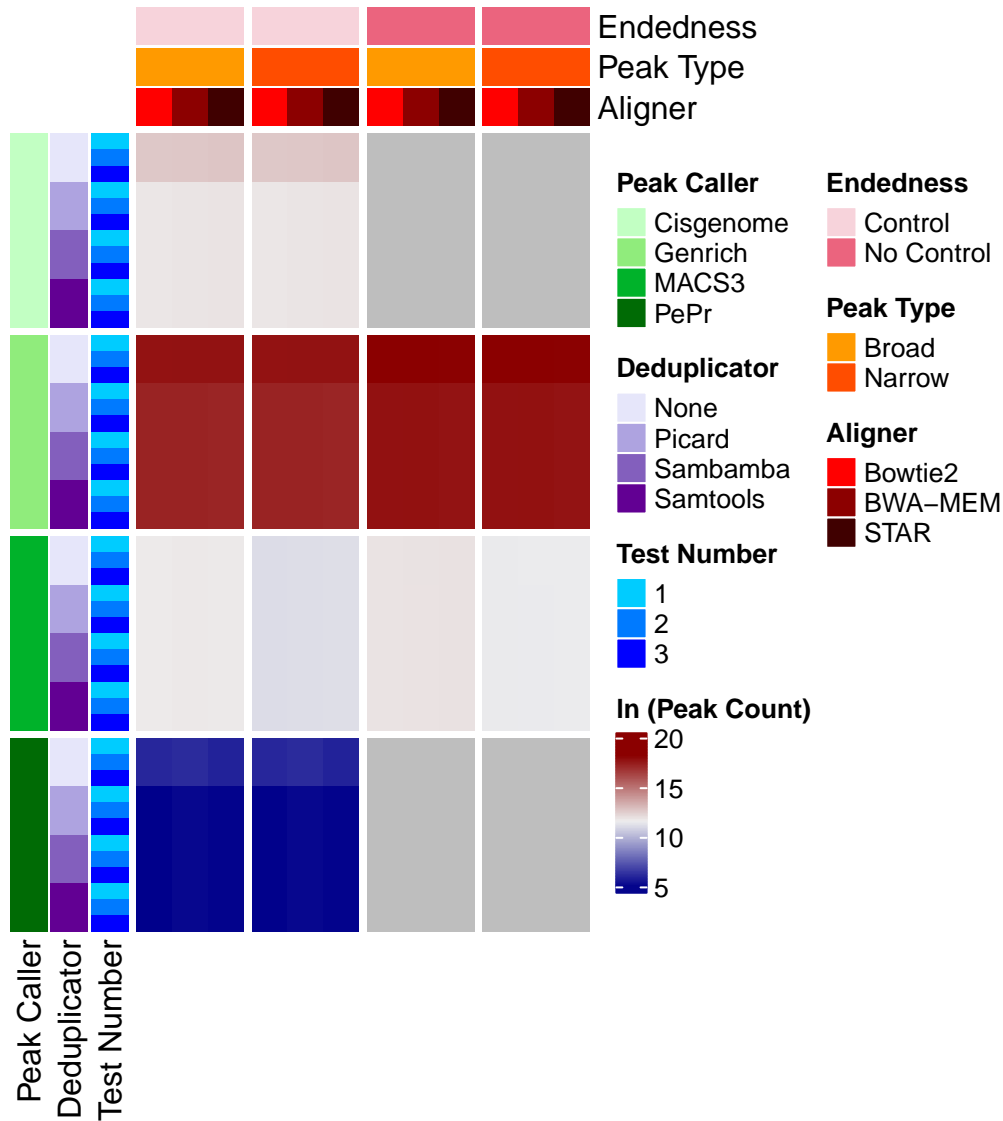 Endedness
Peak Type
Aligner
Peak Caller
Cisgenome
Genrich
MACS3
PePr
Deduplicator
None
Picard
Sambamba
Samtools
Test Number
1
2
3
ln (Peak Count)
20
15
10
5
Endedness
Control
No Control
Peak Type
Broad
Narrow
Aligner
Bowtie2
BWA−MEM
STAR
Peak Caller
Deduplicator
Test Number